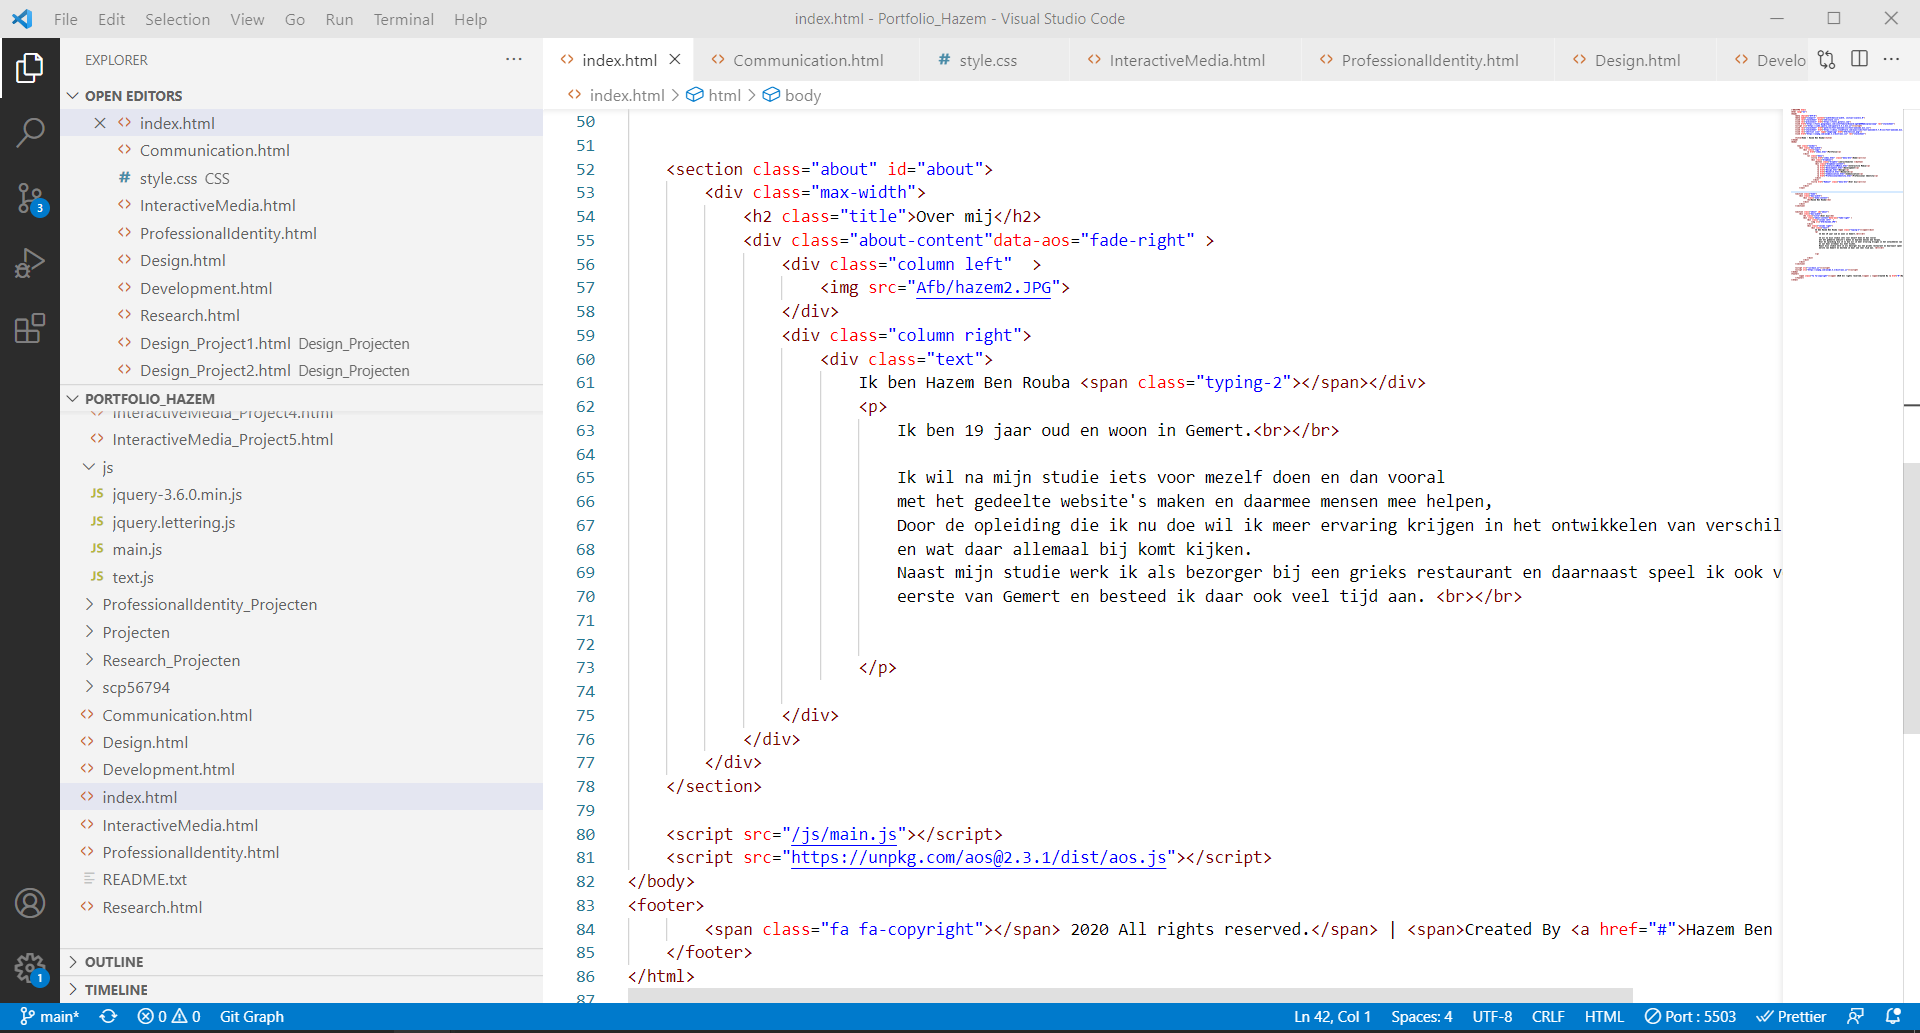 File Edit Selection View Go Run Terminal Help
index.html - Portfolio_Hazem - Visual Studio Code
EXPLORER
OPEN EDITORS
index.html
Communication.html
style.css CSS
InteractiveMedia.html
ProfessionalIdentity.html
Design.html
Development.html
Research.html
Design_Project1.html Design_Projecten
Design_Project2.html Design_Projecten
PORTFOLIO_HAZEM
InteractiveMedia_Project4.html
InteractiveMedia_Project5.html
js
JS jquery-3.6.0.min.js
JS jquery.lettering.js
JS main.js
JS text.js
ProfessionalIdentity_Projecten
Projecten
Research_Projecten
scp56794
Communication.html
Design.html
Development.html
index.html
InteractiveMedia.html
ProfessionalIdentity.html
README.txt
Research.html
OUTLINE
TIMELINE
3
1
index.html Communication.html # style.css InteractiveMedia.html ProfessionalIdentity.html Design.html Develo
index.html > html > body
50
51
52 <section class="about" id="about">
53 <div class="max-width">
54 <h2 class="title">Over mij</h2>
55 <div class="about-content"data-aos="fade-right" >
56 <div class="column left"  >
57 <img src="Afb/hazem2.JPG">
58 </div>
59 <div class="column right">
60 <div class="text">
61 Ik ben Hazem Ben Rouba <span class="typing-2"></span></div>
62 <p>
63 Ik ben 19 jaar oud en woon in Gemert.<br></br>
64
65 Ik wil na mijn studie iets voor mezelf doen en dan vooral
66 met het gedeelte website's maken en daarmee mensen mee helpen,
67 Door de opleiding die ik nu doe wil ik meer ervaring krijgen in het ontwikkelen van verschil
68 en wat daar allemaal bij komt kijken.
69 Naast mijn studie werk ik als bezorger bij een grieks restaurant en daarnaast speel ik ook v
70 eerste van Gemert en besteed ik daar ook veel tijd aan. <br></br>
71
72
73 </p>
74
75 </div>
76 </div>
77 </div>
78 </section>
79
80 <script src="/js/main.js"></script>
81 <script src="https://unpkg.com/aos@2.3.1/dist/aos.js"></script>
82 </body>
83 <footer>
84 <span class="fa fa-copyright"></span> 2020 All rights reserved.</span> | <span>Created By <a href="#">Hazem Ben
85 </footer>
86 </html>
87
main* 0 0 Git Graph
Ln 42, Col 1 Spaces: 4 UTF-8 CRLF HTML Port : 5503 Prettier